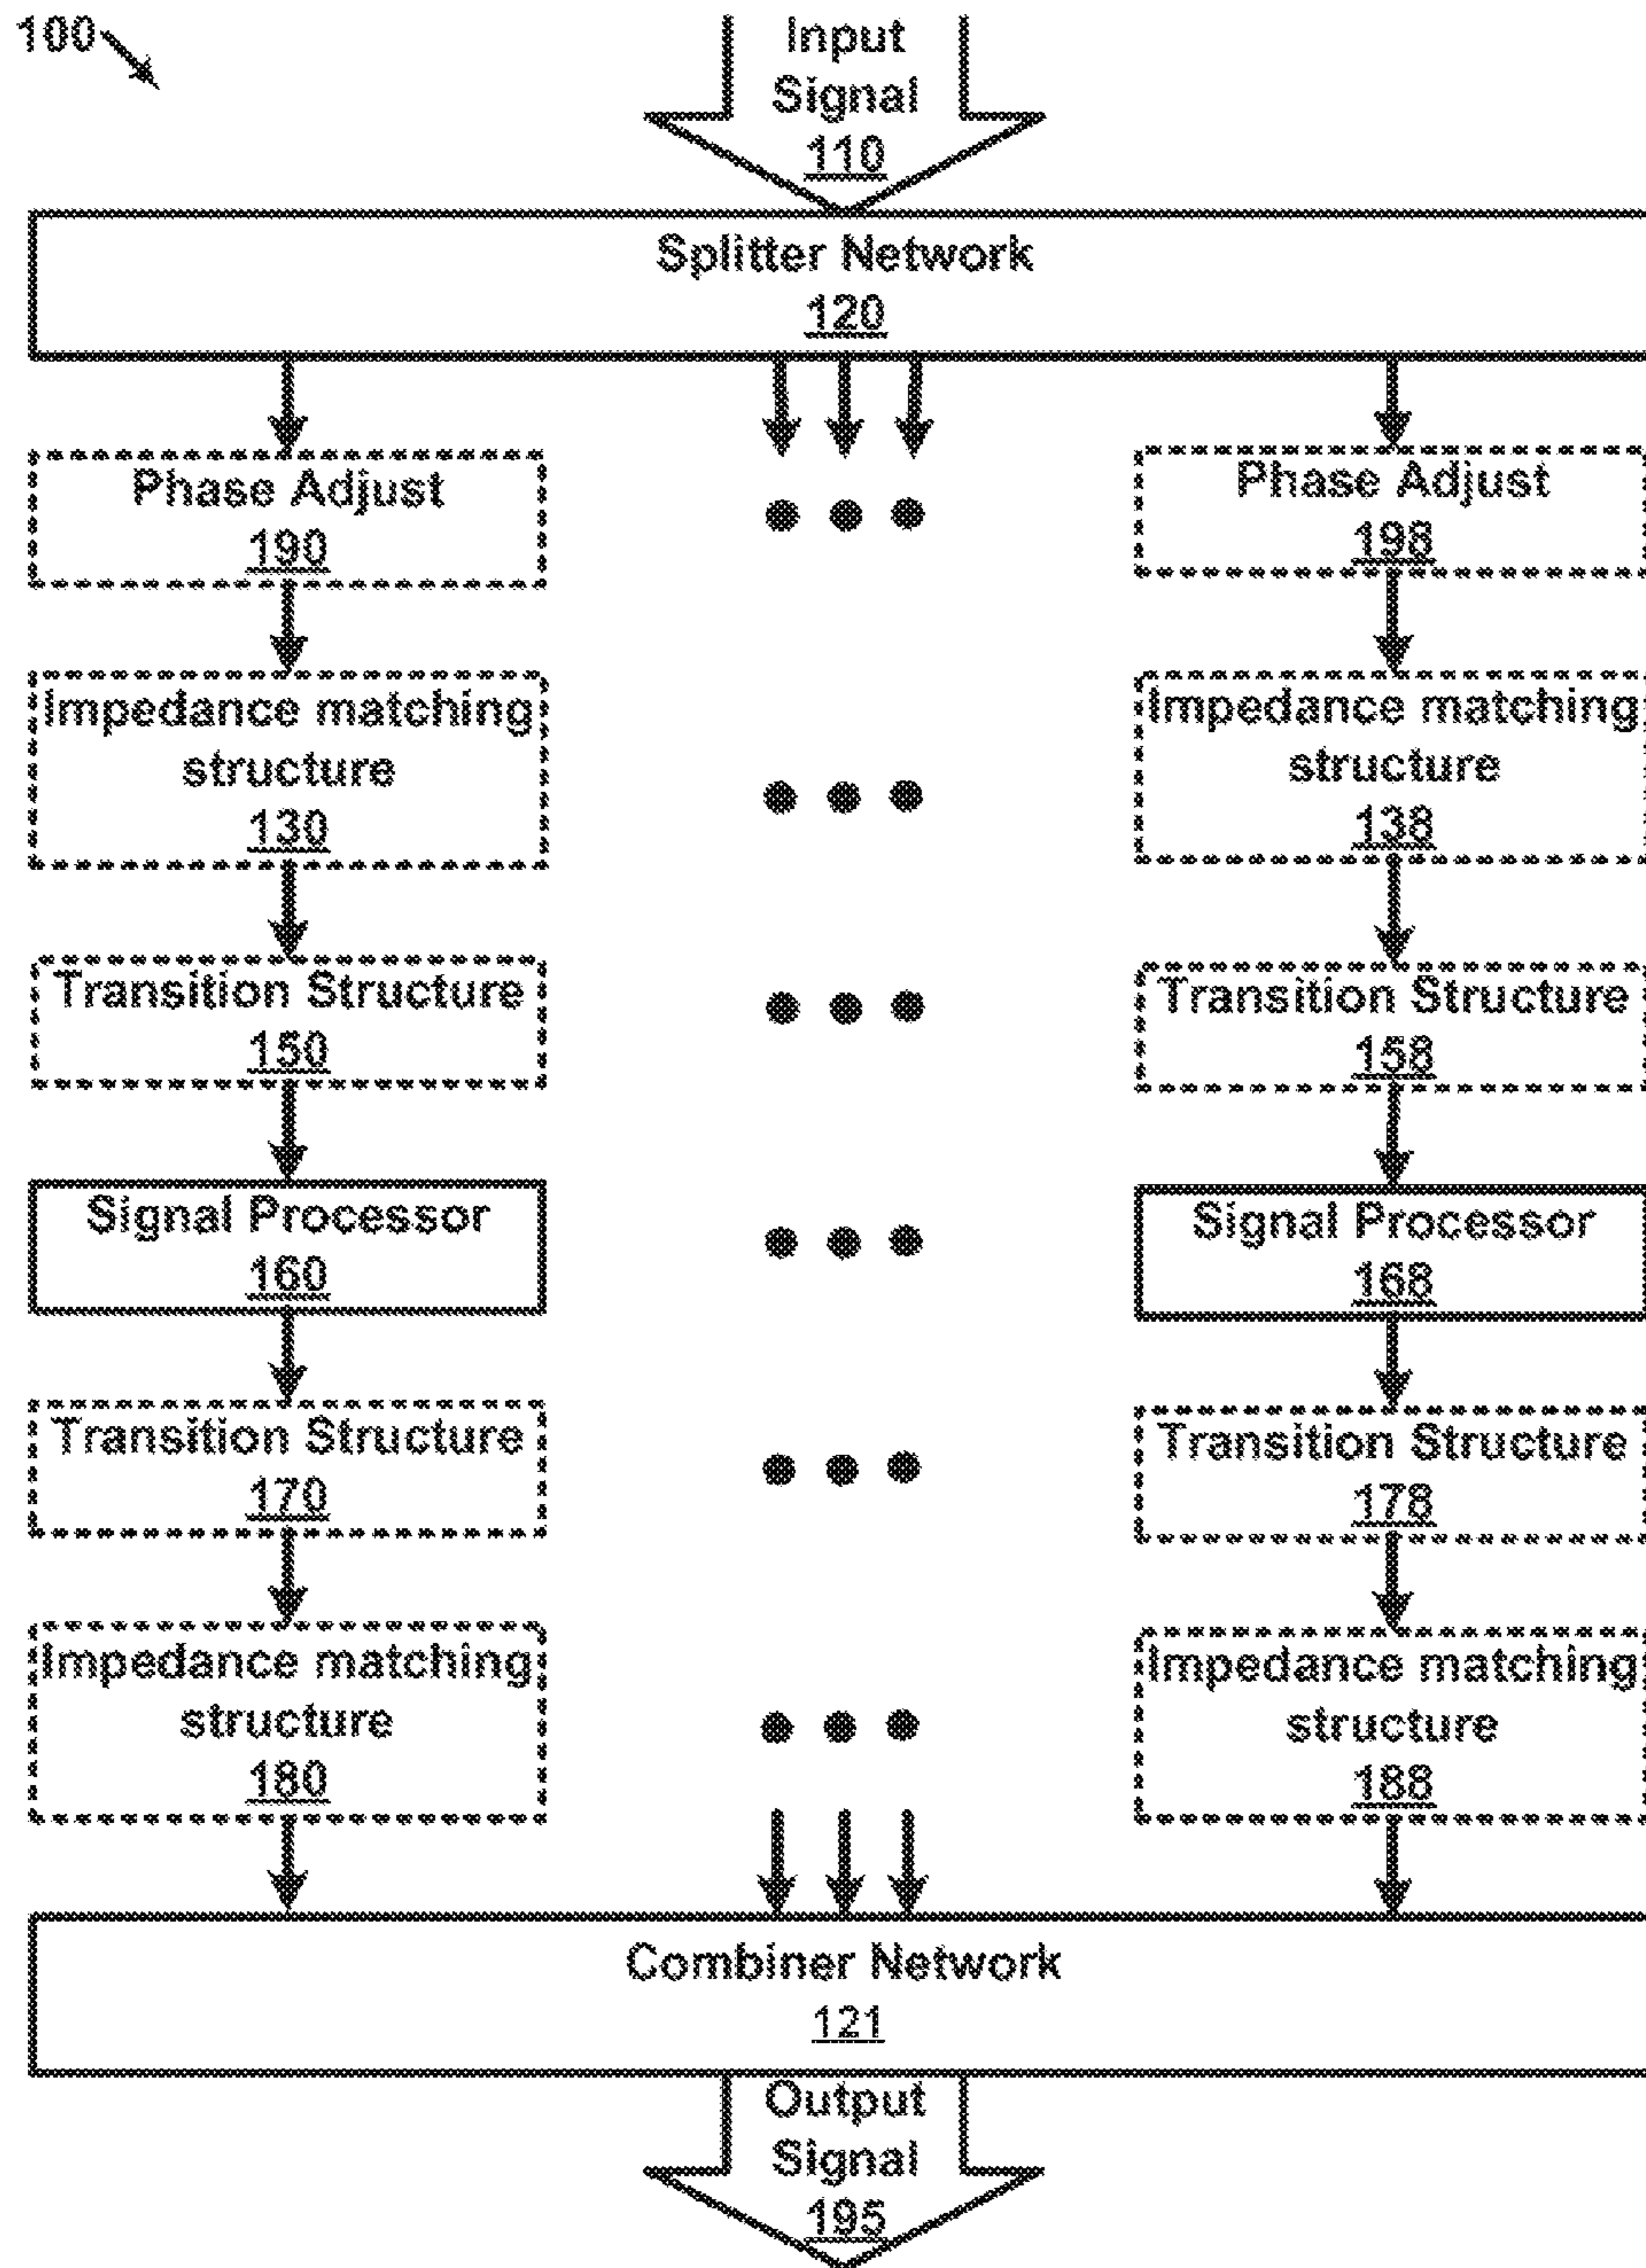 100
Input
Signal
110
Splitter Network
120
Phase Adjust
190
Phase Adjust
198
Impedance matching
structure
130
Impedance matching
structure
138
Transition Structure
150
Transition Structure
158
Signal Processor
160
Signal Processor
168
Transition Structure
170
Transition Structure
178
Impedance matching
structure
180
Impedance matching
structure
188
Combiner Network
121
Output
Signal
195